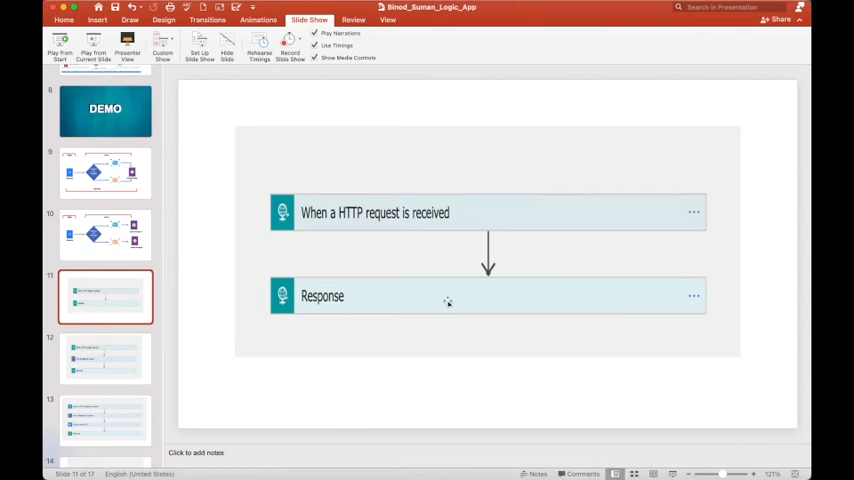 Binod_Suman_Logic_App
Search in Presentation
Home Insert Draw Design Transitions Animations Slide Show Review View
Share
Play from Start
Play from Current Slide
Presenter View
Custom Show
Set Up Slide Show
Hide Slide
Rehearse Timings
Record Slide Show
Play Narrations
Use Timings
Show Media Controls
8
DEMO
9
10
11
12
13
14
When a HTTP request is received
Response
Click to add notes
Slide 11 of 17 English (United States)
Notes Comments 121%